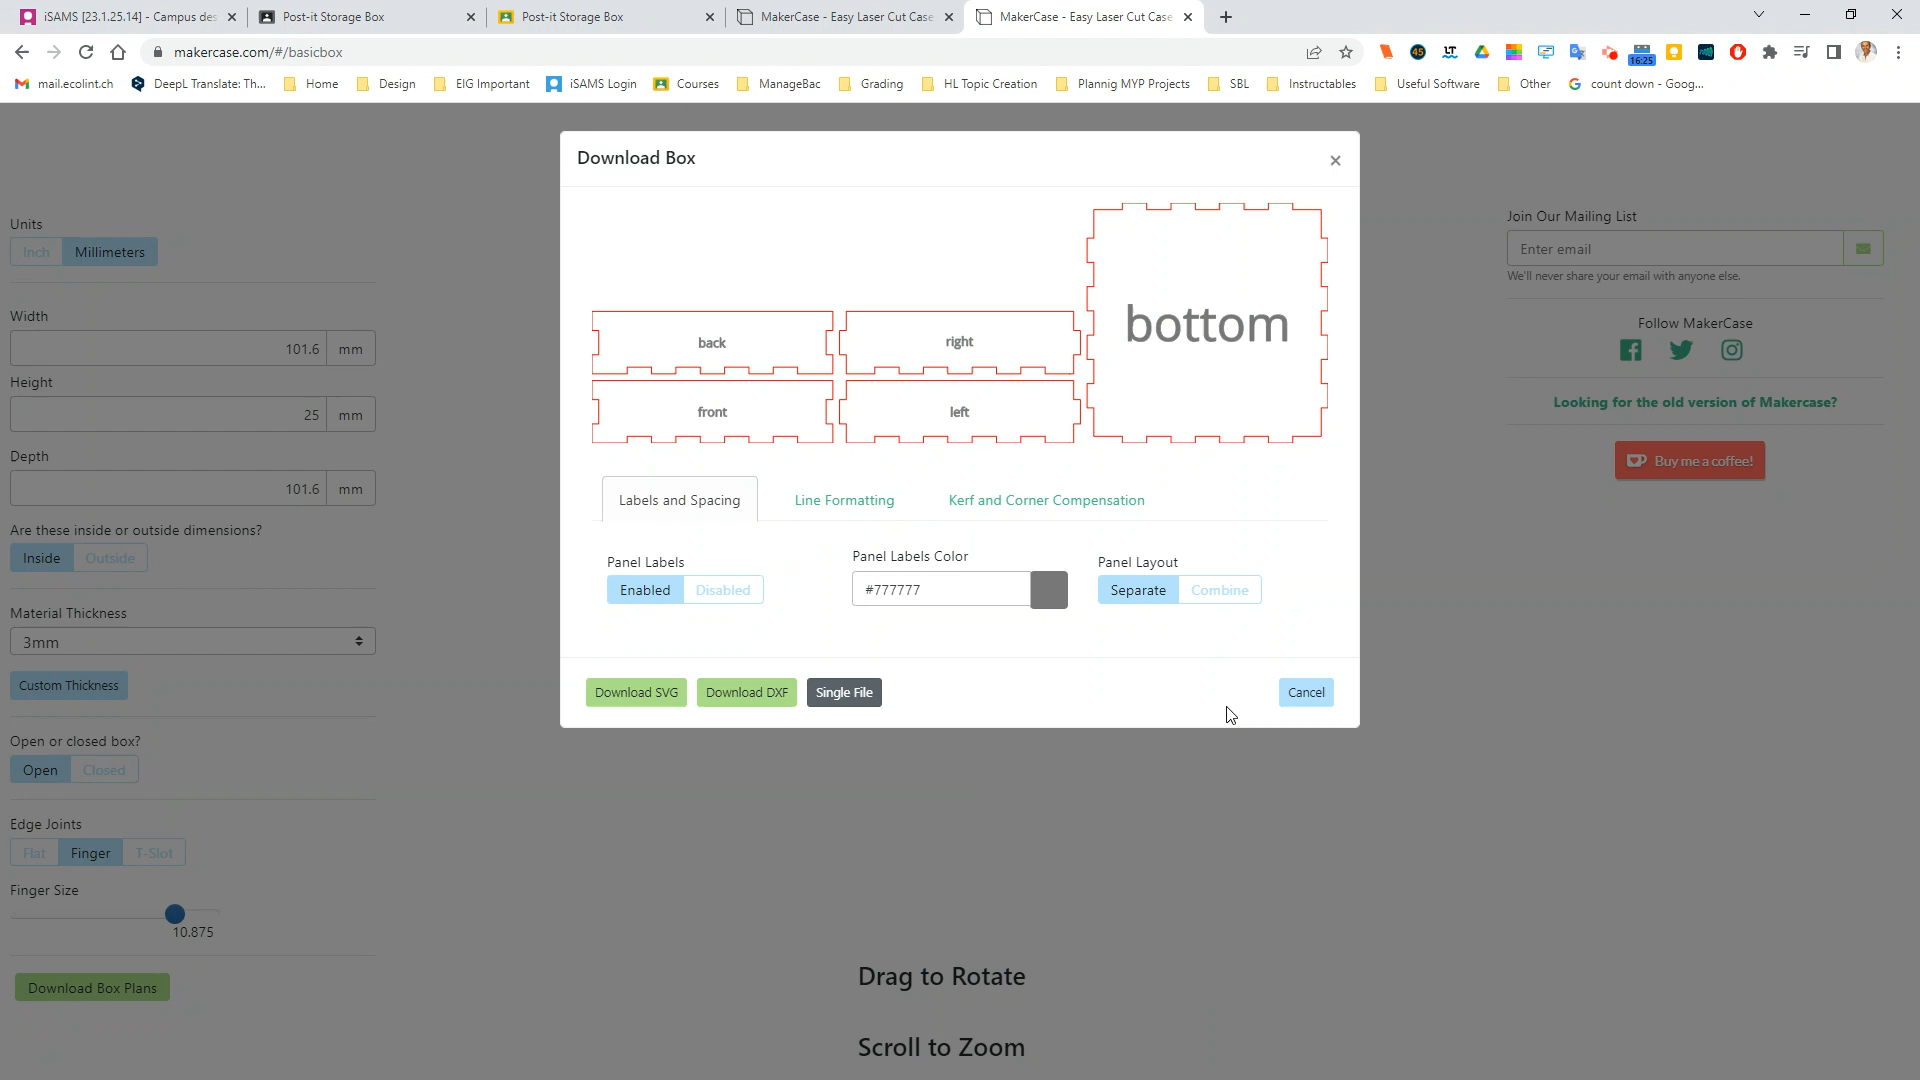 iSAMS [23.1.25.14] - Campus des
Post-it Storage Box
Post-it Storage Box
MakerCase - Easy Laser Cut Case
MakerCase - Easy Laser Cut Case
makercase.com/#/basicbox
45
LT
16:25
mail.ecolint.ch
DeepL Translate: Th...
Home
Design
EIG Important
iSAMS Login
Courses
ManageBac
Grading
HL Topic Creation
Plannig MYP Projects
SBL
Instructables
Useful Software
Other
count down - Goog...
Download Box
×
back
right
bottom
front
left
Labels and Spacing
Line Formatting
Kerf and Corner Compensation
Panel Labels
Enabled
Disabled
Panel Labels Color
#777777
Panel Layout
Separate
Combine
Download SVG
Download DXF
Single File
Cancel
Units
Inch
Millimeters
Width
101.6 mm
Height
25 mm
Depth
101.6 mm
Are these inside or outside dimensions?
Inside
Outside
Material Thickness
3mm
Custom Thickness
Open or closed box?
Open
Closed
Edge Joints
Flat
Finger
T-Slot
Finger Size
10.875
Download Box Plans
Drag to Rotate
Scroll to Zoom
Join Our Mailing List
Enter email
We'll never share your email with anyone else.
Follow MakerCase
Looking for the old version of Makercase?
Buy me a coffee!